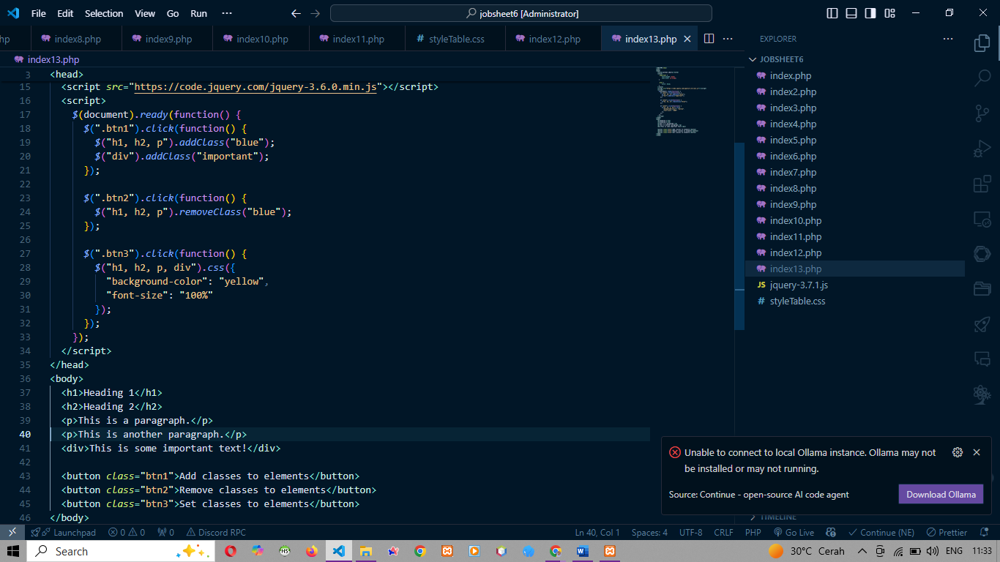 File Edit Selection View Go Run ··· jobsheet6 [Administrator]
hp index8.php index9.php index10.php index11.php styleTable.css index12.php index13.php
index13.php
3 <head>
15 <script src="https://code.jquery.com/jquery-3.6.0.min.js"></script>
16 <script>
17 $(document).ready(function() {
18 $(".btn1").click(function() {
19 $("h1, h2, p").addClass("blue");
20 $("div").addClass("important");
21 });
22
23 $(".btn2").click(function() {
24 $("h1, h2, p").removeClass("blue");
25 });
26
27 $(".btn3").click(function() {
28 $("h1, h2, p, div").css({
29 "background-color": "yellow",
30 "font-size": "100%"
31 });
32 });
33 });
34 </script>
35 </head>
36 <body>
37 <h1>Heading 1</h1>
38 <h2>Heading 2</h2>
39 <p>This is a paragraph.</p>
40 <p>This is another paragraph.</p>
41 <div>This is some important text!</div>
42
43 <button class="btn1">Add classes to elements</button>
44 <button class="btn2">Remove classes to elements</button>
45 <button class="btn3">Set classes to elements</button>
46 </body>
EXPLORER
JOBSHEET6
index.php
index2.php
index3.php
index4.php
index5.php
index6.php
index7.php
index8.php
index9.php
index10.php
index11.php
index12.php
index13.php
JS jquery-3.7.1.js
# styleTable.css
Unable to connect to local Ollama instance. Ollama may not
be installed or may not running.
Source: Continue - open-source AI code agent Download Ollama
TIMELINE
Launchpad 0 0 0 Discord RPC Ln 40, Col 1 Spaces: 4 UTF-8 CRLF PHP Go Live Continue (NE) Prettier
Search HS 30°C Cerah ENG 11:33